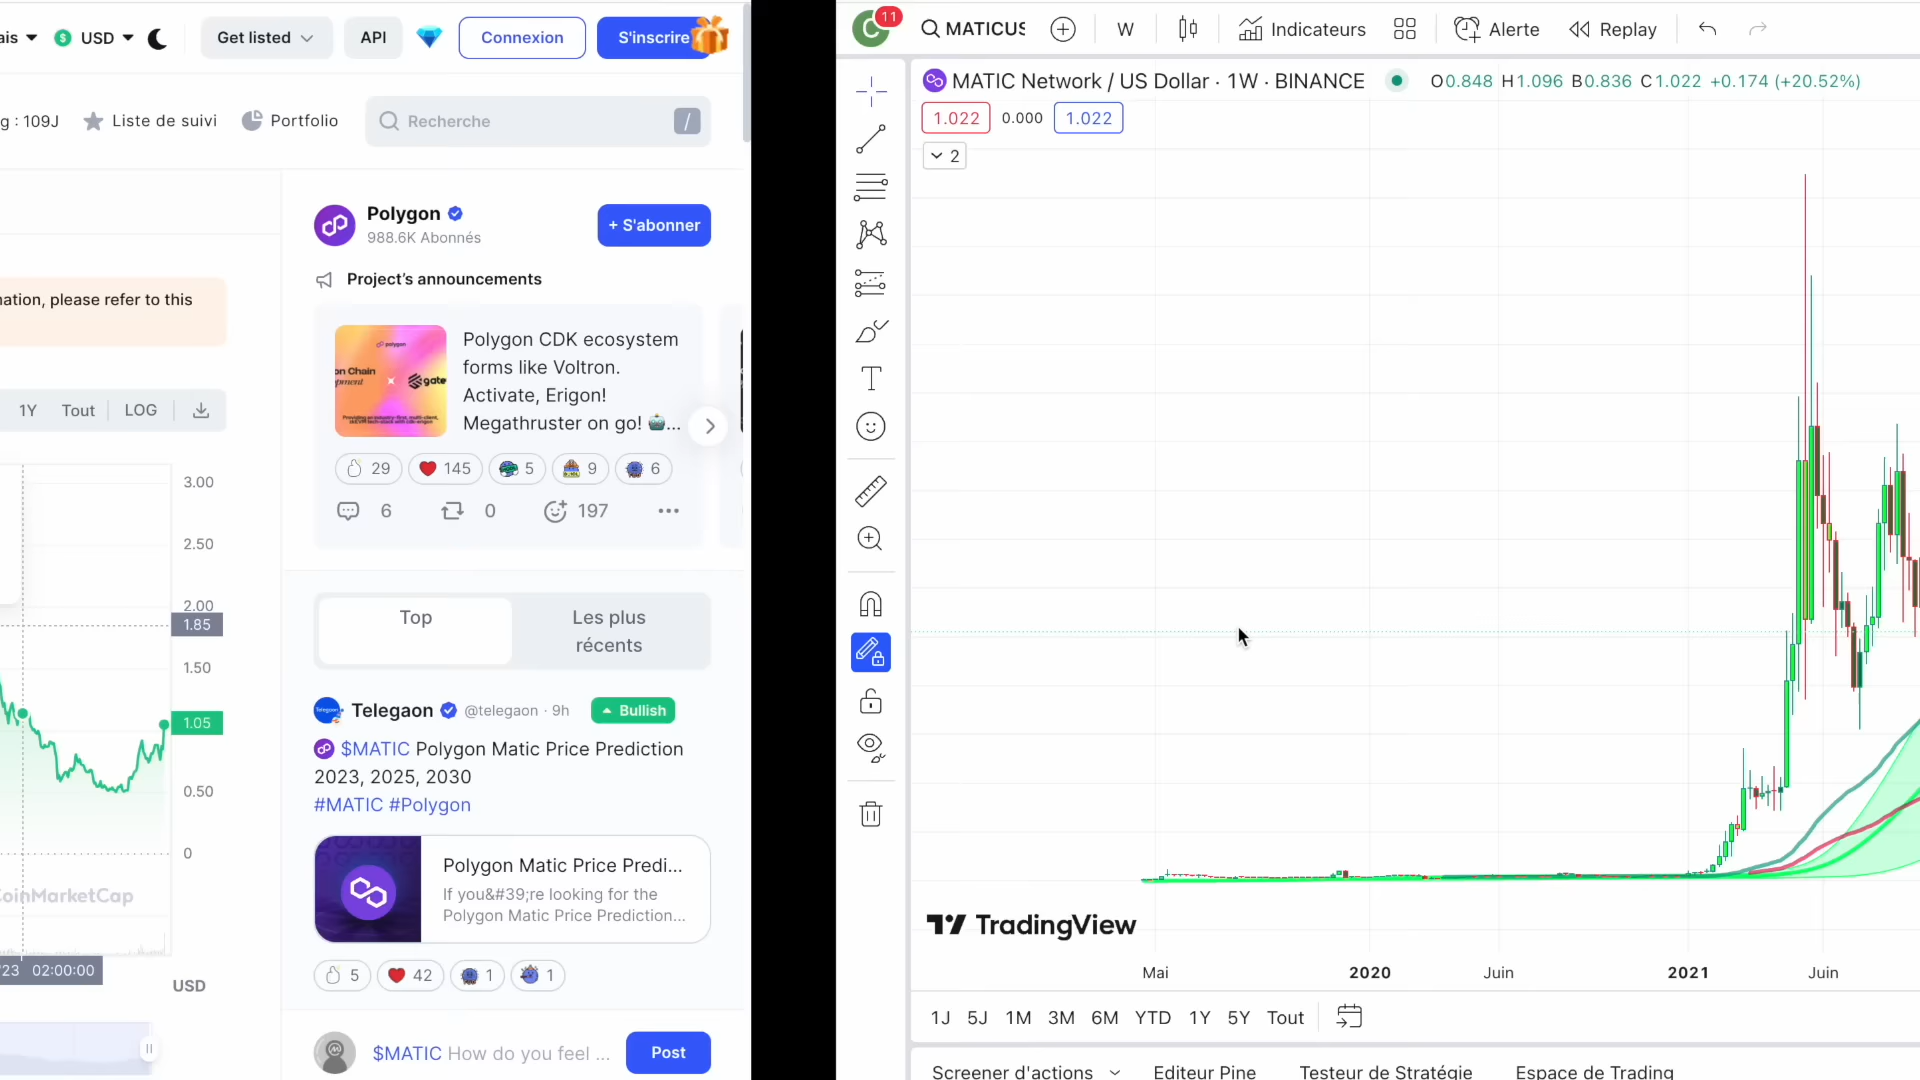 ais
USD
Get listed
API
Connexion
S'inscrire
g : 109J
Liste de suivi
Portfolio
Recherche
/
Polygon
988.6K Abonnés
+ S'abonner
Project's announcements
Polygon CDK ecosystem
forms like Voltron.
Activate, Erigon!
Megathruster on go! 🤖...
polygon
on Chain
gate
29
145
5
9
6
6
0
197
nation, please refer to this
1Y
Tout
LOG
3.00
2.50
2.00
1.85
1.50
1.05
0.50
0
CoinMarketCap
'23 02:00:00
USD
Top
Les plus
récents
Telegaon
@telegaon · 9h
Bullish
$MATIC Polygon Matic Price Prediction
2023, 2025, 2030
#MATIC #Polygon
Polygon Matic Price Predi...
If you&#39;re looking for the
Polygon Matic Price Prediction...
5
42
1
1
$MATIC How do you feel ...
Post
C
11
MATICUS
W
Indicateurs
Alerte
Replay
MATIC Network / US Dollar · 1W · BINANCE
O0.848 H1.096 B0.836 C1.022 +0.174 (+20.52%)
1.022
0.000
1.022
2
TradingView
Mai
2020
Juin
2021
Juin
1J
5J
1M
3M
6M
YTD
1Y
5Y
Tout
Screener d'actions
Editeur Pine
Testeur de Stratégie
Espace de Trading